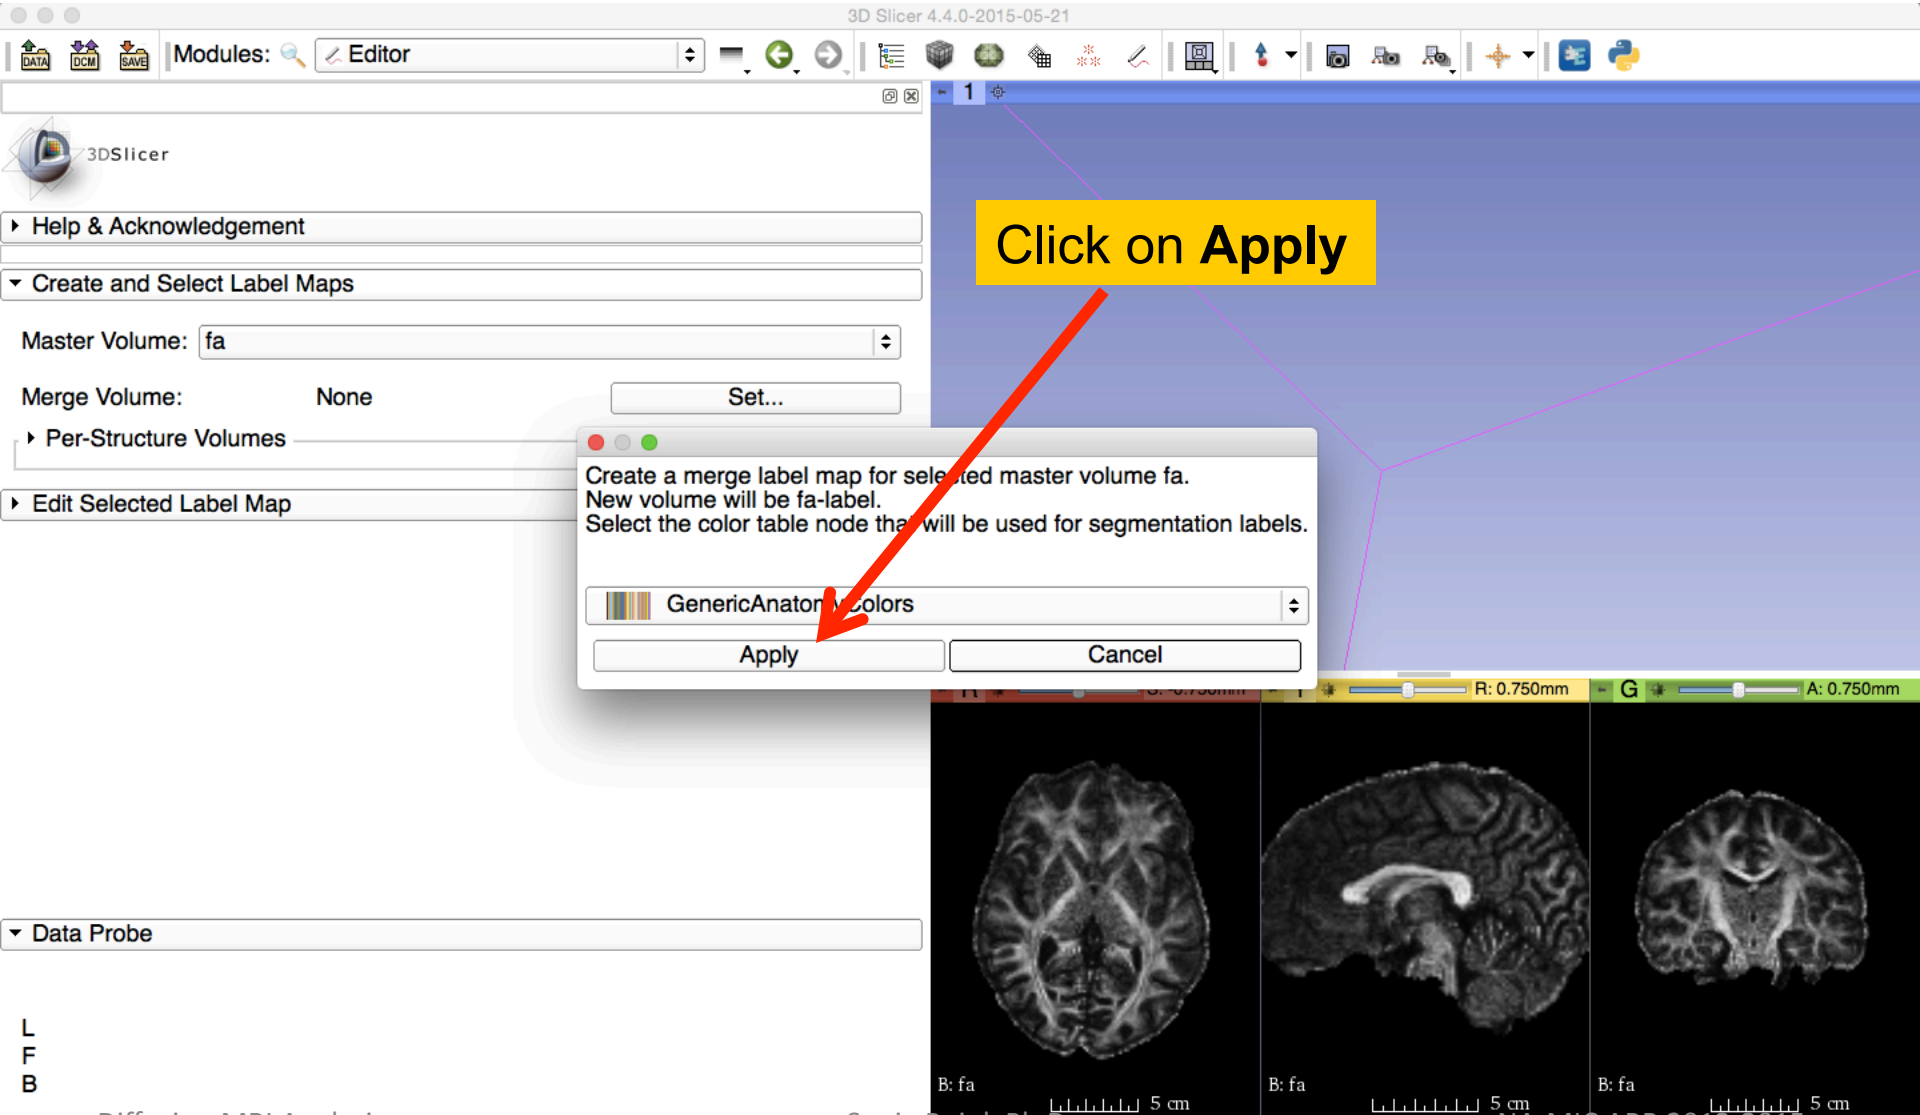 3D Slicer 4.4.0-2015-05-21
DATA DCM SAVE Modules: Editor
1
3DSlicer
Help & Acknowledgement
Click on Apply
Create and Select Label Maps
Master Volume: fa
Merge Volume: None Set...
Per-Structure Volumes
Create a merge label map for selected master volume fa.
New volume will be fa-label.
Edit Selected Label Map
Select the color table node that will be used for segmentation labels.
GenericAnatomyColors
Apply Cancel
R: 0.750mm
G A: 0.750mm
Data Probe
L
F
B
B: fa
5 cm
B: fa
5 cm
B: fa
5 cm